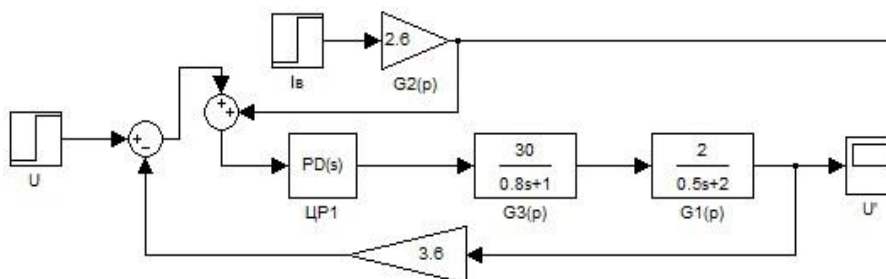 2.6
Iв
G2(p)
+
+
+
−
U
PD(s)
30
0.8s+1
2
0.5s+2
ЦР1
G3(p)
G1(p)
U'
3.6